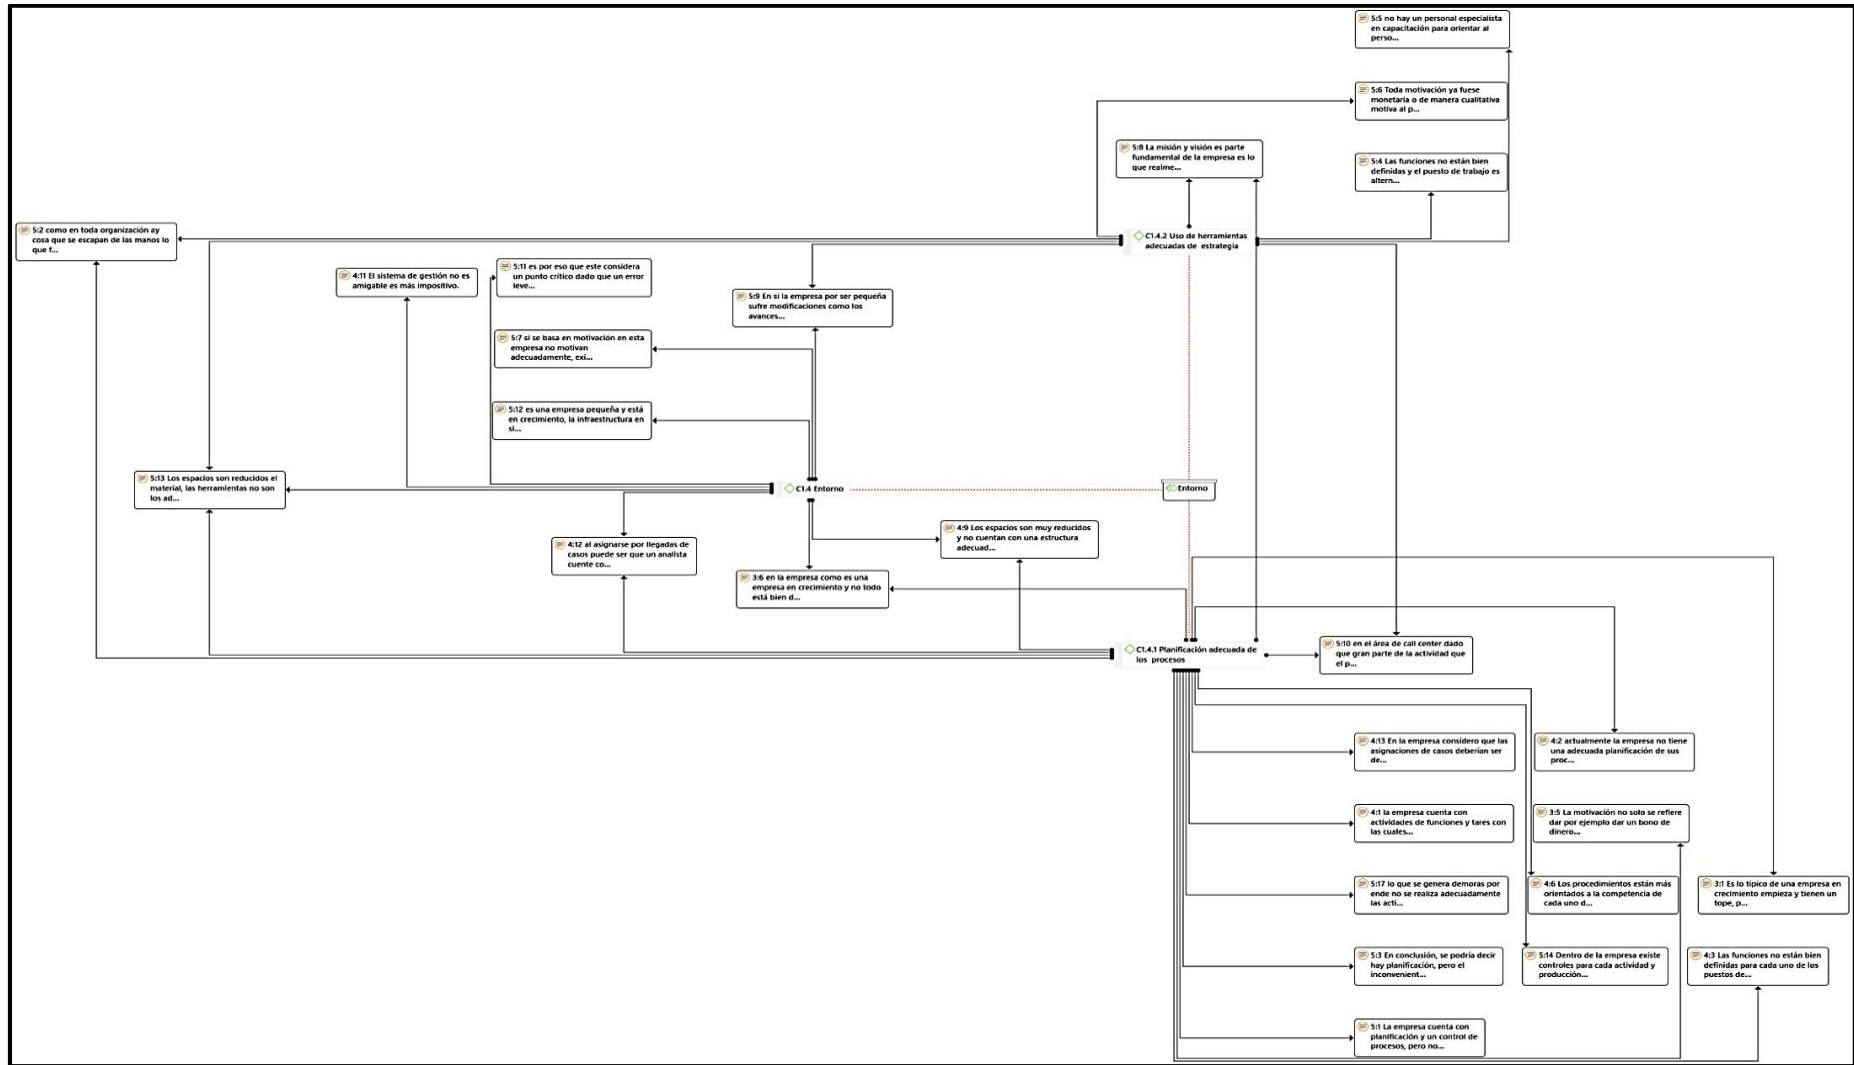 5:5 no hay un personal especialista
en capacitación para orientar al
perso...
5:6 Toda motivación ya fuese
monetaria o de manera cualitativa
motiva al p...
5:8 La misión y visión es parte
fundamental de la empresa es lo
que realme...
5:4 Las funciones no están bien
definidas y el puesto de trabajo es
altern...
5:2 como en toda organización ay
cosa que se escapan de las manos lo
que t...
C1.4.2 Uso de herramientas
adecuadas de estrategia
4:11 El sistema de gestión no es
amigable es más impositivo.
5:11 es por eso que este considera
un punto crítico dado que un error
leve...
5:9 En si la empresa por ser pequeña
sufre modificaciones como los
avances...
5:7 si se basa en motivación en esta
empresa no motivan
adecuadamente, exi...
5:12 es una empresa pequeña y está
en crecimiento, la infraestructura en
si...
5:13 Los espacios son reducidos el
material, las herramientas no son
los ad...
C1.4 Entorno
Entorno
4:12 al asignarse por llegadas de
casos puede ser que un analista
cuente co...
4:9 Los espacios son muy reducidos
y no cuentan con una estructura
adecuad...
3:6 en la empresa como es una
empresa en crecimiento y no todo
está bien d...
C1.4.1 Planificación adecuada de
los procesos
5:10 en el área de call center dado
que gran parte de la actividad que
el p...
4:13 En la empresa considero que las
asignaciones de casos deberían ser
de...
4:2 actualmente la empresa no tiene
una adecuada planificación de sus
proc...
4:1 la empresa cuenta con
actividades de funciones y tares con
las cuales...
3:5 La motivación no solo se refiere
dar por ejemplo dar un bono de
dinero...
5:17 lo que se genera demoras por
ende no se realiza adecuadamente
las acti...
4:6 Los procedimientos están más
orientados a la competencia de
cada uno d...
3:1 Es lo típico de una empresa en
crecimiento empieza y tienen un
tope, p...
5:3 En conclusión, se podría decir
hay planificación, pero el
inconvenient...
5:14 Dentro de la empresa existe
controles para cada actividad y
producción...
4:3 Las funciones no están bien
definidas para cada uno de los
puestos de...
5:1 La empresa cuenta con
planificación y un control de
procesos, pero no...